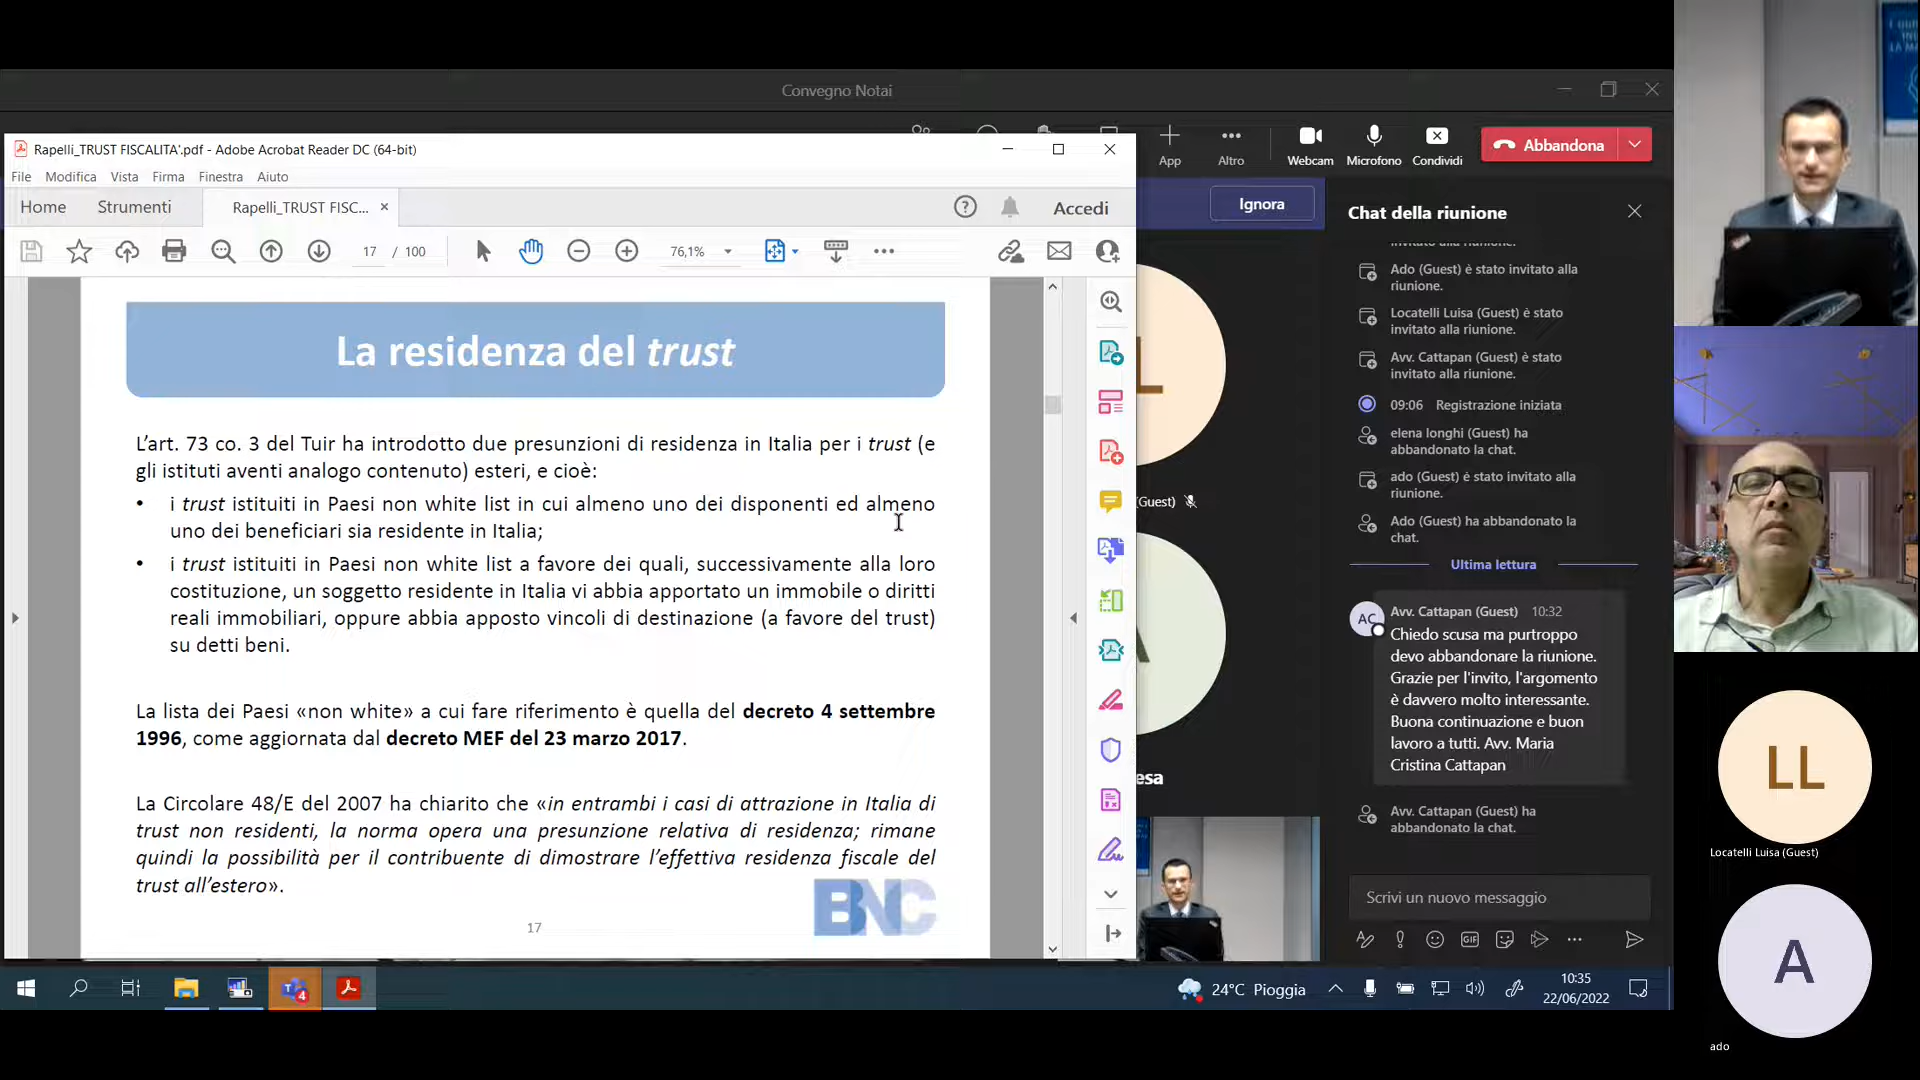 Convegno Notai
App
Altro
Webcam
Microfono
Condividi
Abbandona
Rapelli_TRUST FISCALITA'.pdf - Adobe Acrobat Reader DC (64-bit)
File Modifica Vista Firma Finestra Aiuto
Home Strumenti Rapelli_TRUST FISC... Accedi
17 / 100 76,1%
La residenza del trust
L'art. 73 co. 3 del Tuir ha introdotto due presunzioni di residenza in Italia per i trust (e
gli istituti aventi analogo contenuto) esteri, e cioè:
• i trust istituiti in Paesi non white list in cui almeno uno dei disponenti ed almeno
uno dei beneficiari sia residente in Italia;
• i trust istituiti in Paesi non white list a favore dei quali, successivamente alla loro
costituzione, un soggetto residente in Italia vi abbia apportato un immobile o diritti
reali immobiliari, oppure abbia apposto vincoli di destinazione (a favore del trust)
su detti beni.
La lista dei Paesi «non white» a cui fare riferimento è quella del decreto 4 settembre
1996, come aggiornata dal decreto MEF del 23 marzo 2017.
La Circolare 48/E del 2007 ha chiarito che «in entrambi i casi di attrazione in Italia di
trust non residenti, la norma opera una presunzione relativa di residenza; rimane
quindi la possibilità per il contribuente di dimostrare l'effettiva residenza fiscale del
trust all'estero».
17
BNC
Ignora
L
(Guest)
esa
Chat della riunione
invitato alla riunione.
Ado (Guest) è stato invitato alla
riunione.
Locatelli Luisa (Guest) è stato
invitato alla riunione.
Avv. Cattapan (Guest) è stato
invitato alla riunione.
09:06 Registrazione iniziata
elena longhi (Guest) ha
abbandonato la chat.
ado (Guest) è stato invitato alla
riunione.
Ado (Guest) ha abbandonato la
chat.
Ultima lettura
AC
Avv. Cattapan (Guest) 10:32
Chiedo scusa ma purtroppo
devo abbandonare la riunione.
Grazie per l'invito, l'argomento
è davvero molto interessante.
Buona continuazione e buon
lavoro a tutti. Avv. Maria
Cristina Cattapan
Avv. Cattapan (Guest) ha
abbandonato la chat.
Scrivi un nuovo messaggio
GIF
LL
Locatelli Luisa (Guest)
A
ado
4
24°C Pioggia
10:35
22/06/2022